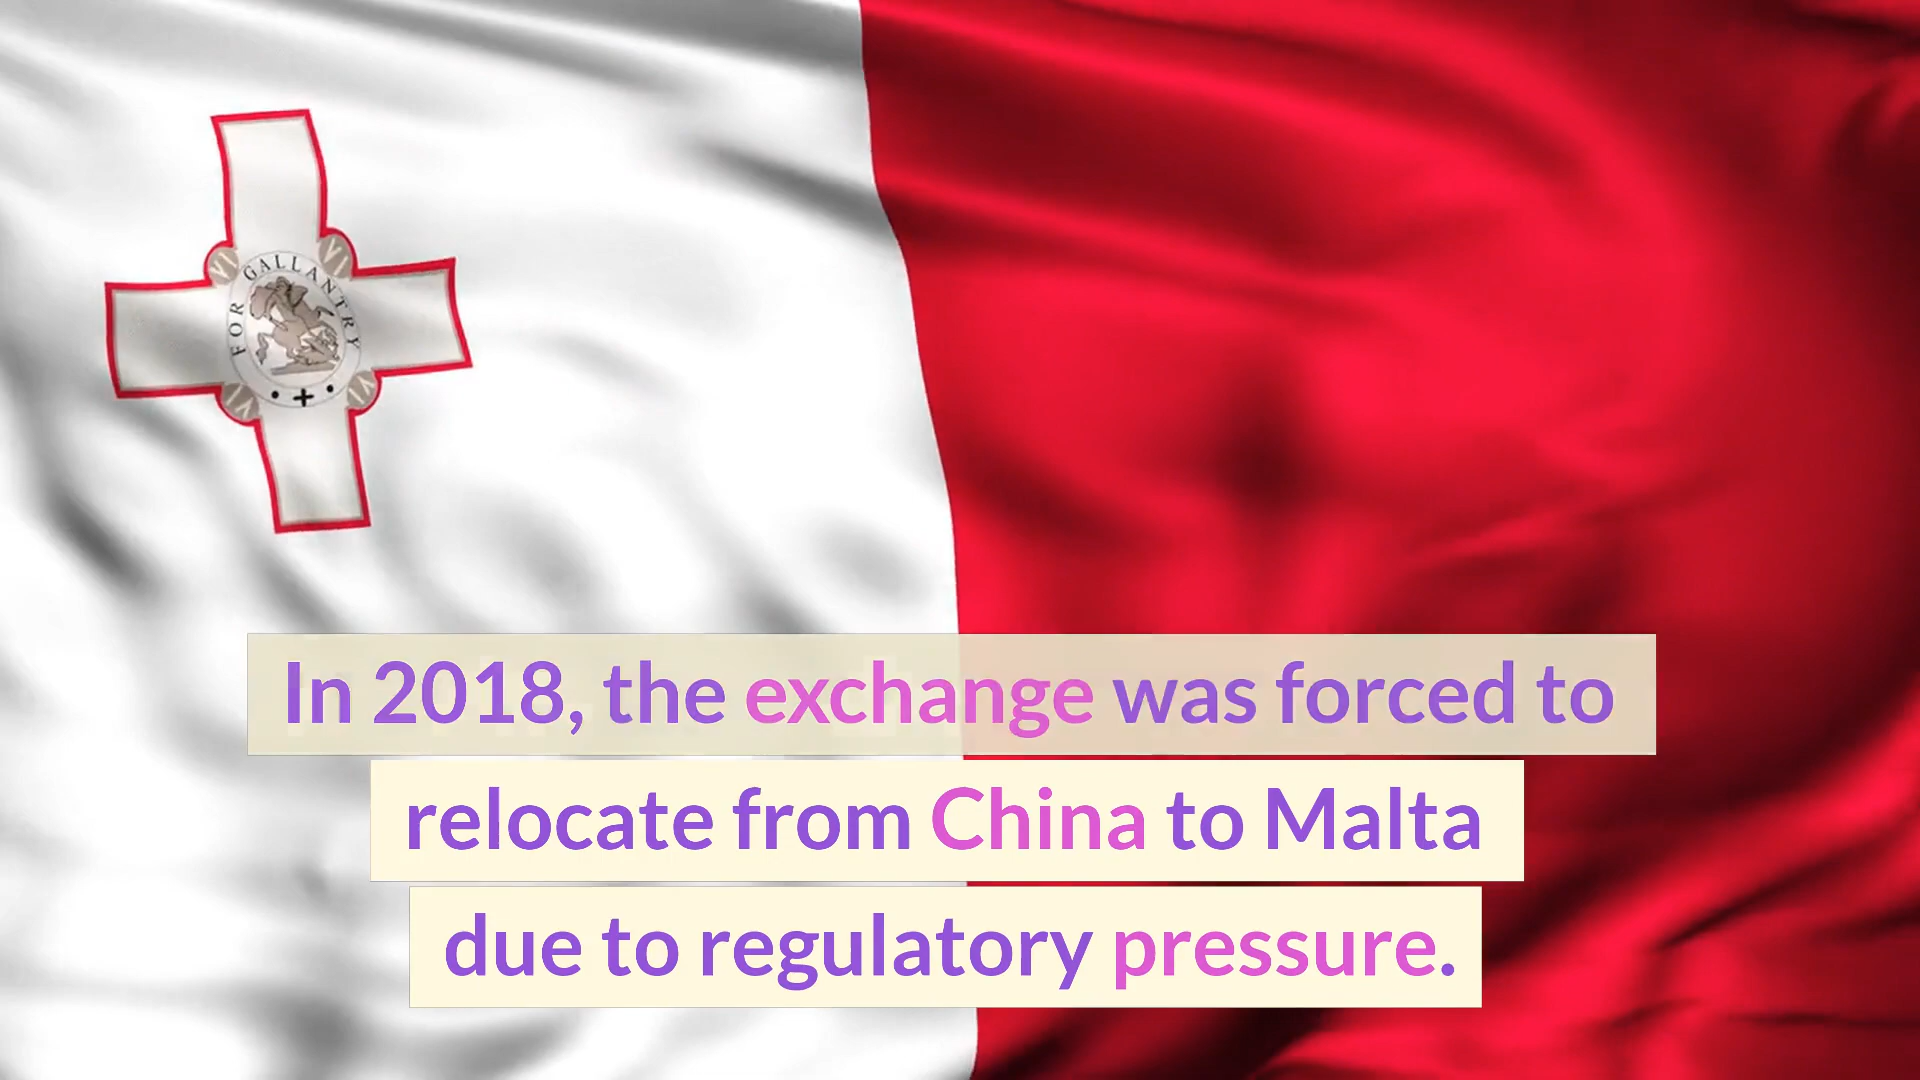 FOR GALLANTRY
In 2018, the exchange was forced to
relocate from China to Malta
due to regulatory pressure.